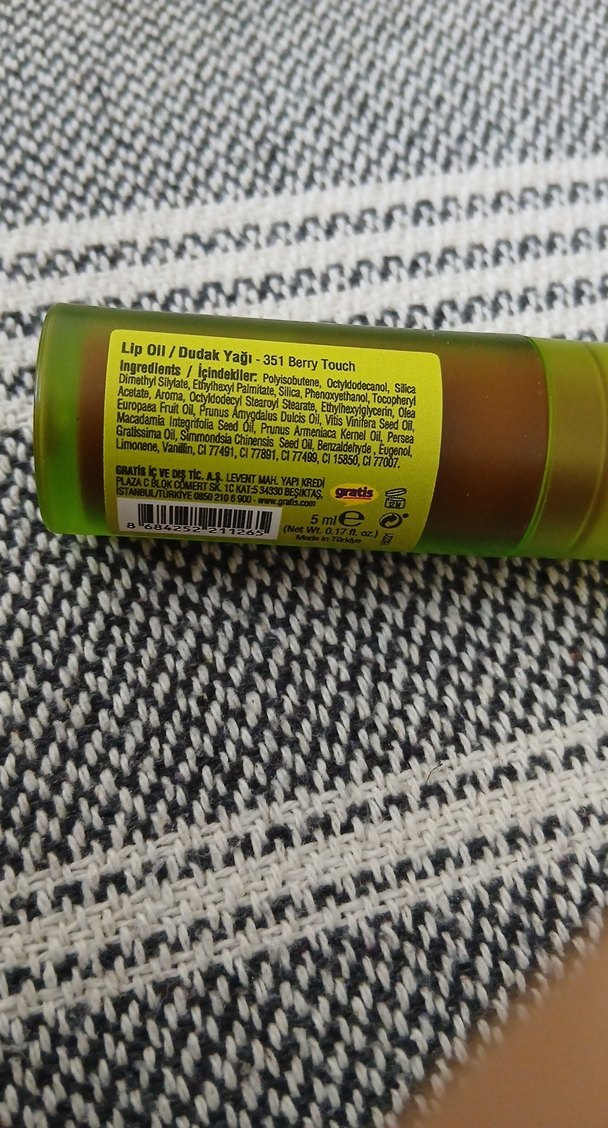 Lip Oil / Dudak Yağı - 351 Berry Touch
Ingredients / İçindekiler: Polyisobutene, Octyldodecanol, Silica
Dimethyl Silylate, Ethylhexyl Palmitate, Silica, Phenoxyethanol, Tocopheryl
Acetate, Aroma, Octyldodecyl Stearoyl Stearate, Ethylhexylglycerin, Olea
Europaea Fruit Oil, Prunus Amygdalus Dulcis Oil, Vitis Vinifera Seed Oil,
Macadamia Integrifolia Seed Oil, Prunus Armeniaca Kernel Oil, Persea
Gratissima Oil, Simmondsia Chinensis Seed Oil, Benzaldehyde, Eugenol,
Limonene, Vanillin, CI 77491, CI 77891, CI 77499, CI 15850, CI 77007.
GRATİS İÇ VE DIŞ TİC. A.Ş. LEVENT MAH. YAPI KREDİ
PLAZA C BLOK CÖMERT SK. 1C KAT:5 34330 BEŞİKTAŞ,
İSTANBUL/TÜRKİYE 0850 210 6 900 - www.gratis.com
gratis
8 684252 211265
5 ml e
(Net Wt. 0.17 fl. oz.)
Made in Türkiye